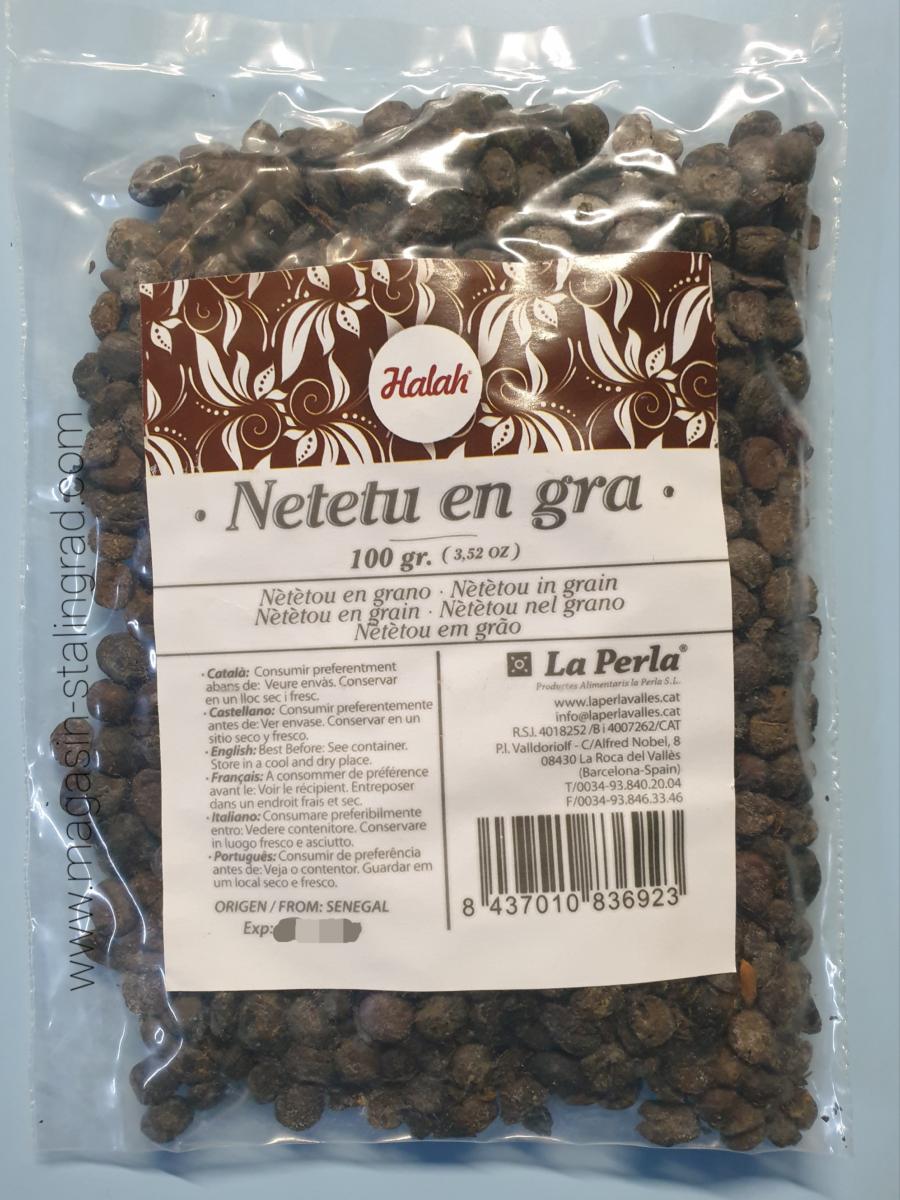 Halah
· Netetu en gra ·
100 gr. ( 3,52 OZ )
Nètètou en grano · Nètètou in grain
Nètètou en grain · Nètètou nel grano
Nètètou em grão
· Català: Consumir preferentment
abans de: Veure envàs. Conservar
en un lloc sec i fresc.
· Castellano: Consumir preferentemente
antes de: Ver envase. Conservar en un
sitio seco y fresco.
· English: Best Before: See container.
Store in a cool and dry place.
· Français: A consommer de préférence
avant le: Voir le récipient. Entreposer
dans un endroit frais et sec.
· Italiano: Consumare preferibilmente
entro: Vedere contenitore. Conservare
in luogo fresco e asciutto.
· Português: Consumir de preferência
antes de: Veja o contentor. Guardar em
um local seco e fresco.
ORIGEN / FROM: SENEGAL
Exp:
La Perla®
Productes Alimentaris la Perla S.L.
www.laperlavalles.cat
info@laperlavalles.cat
R.S.I. 4018252 /B i 4007262/CAT
P.I. Valldoriolf - C/Alfred Nobel, 8
08430 La Roca del Vallès
(Barcelona-Spain)
T/0034-93.840.20.04
F/0034-93.846.33.46
8 437010 836923
www.magasin-stalingrad.com